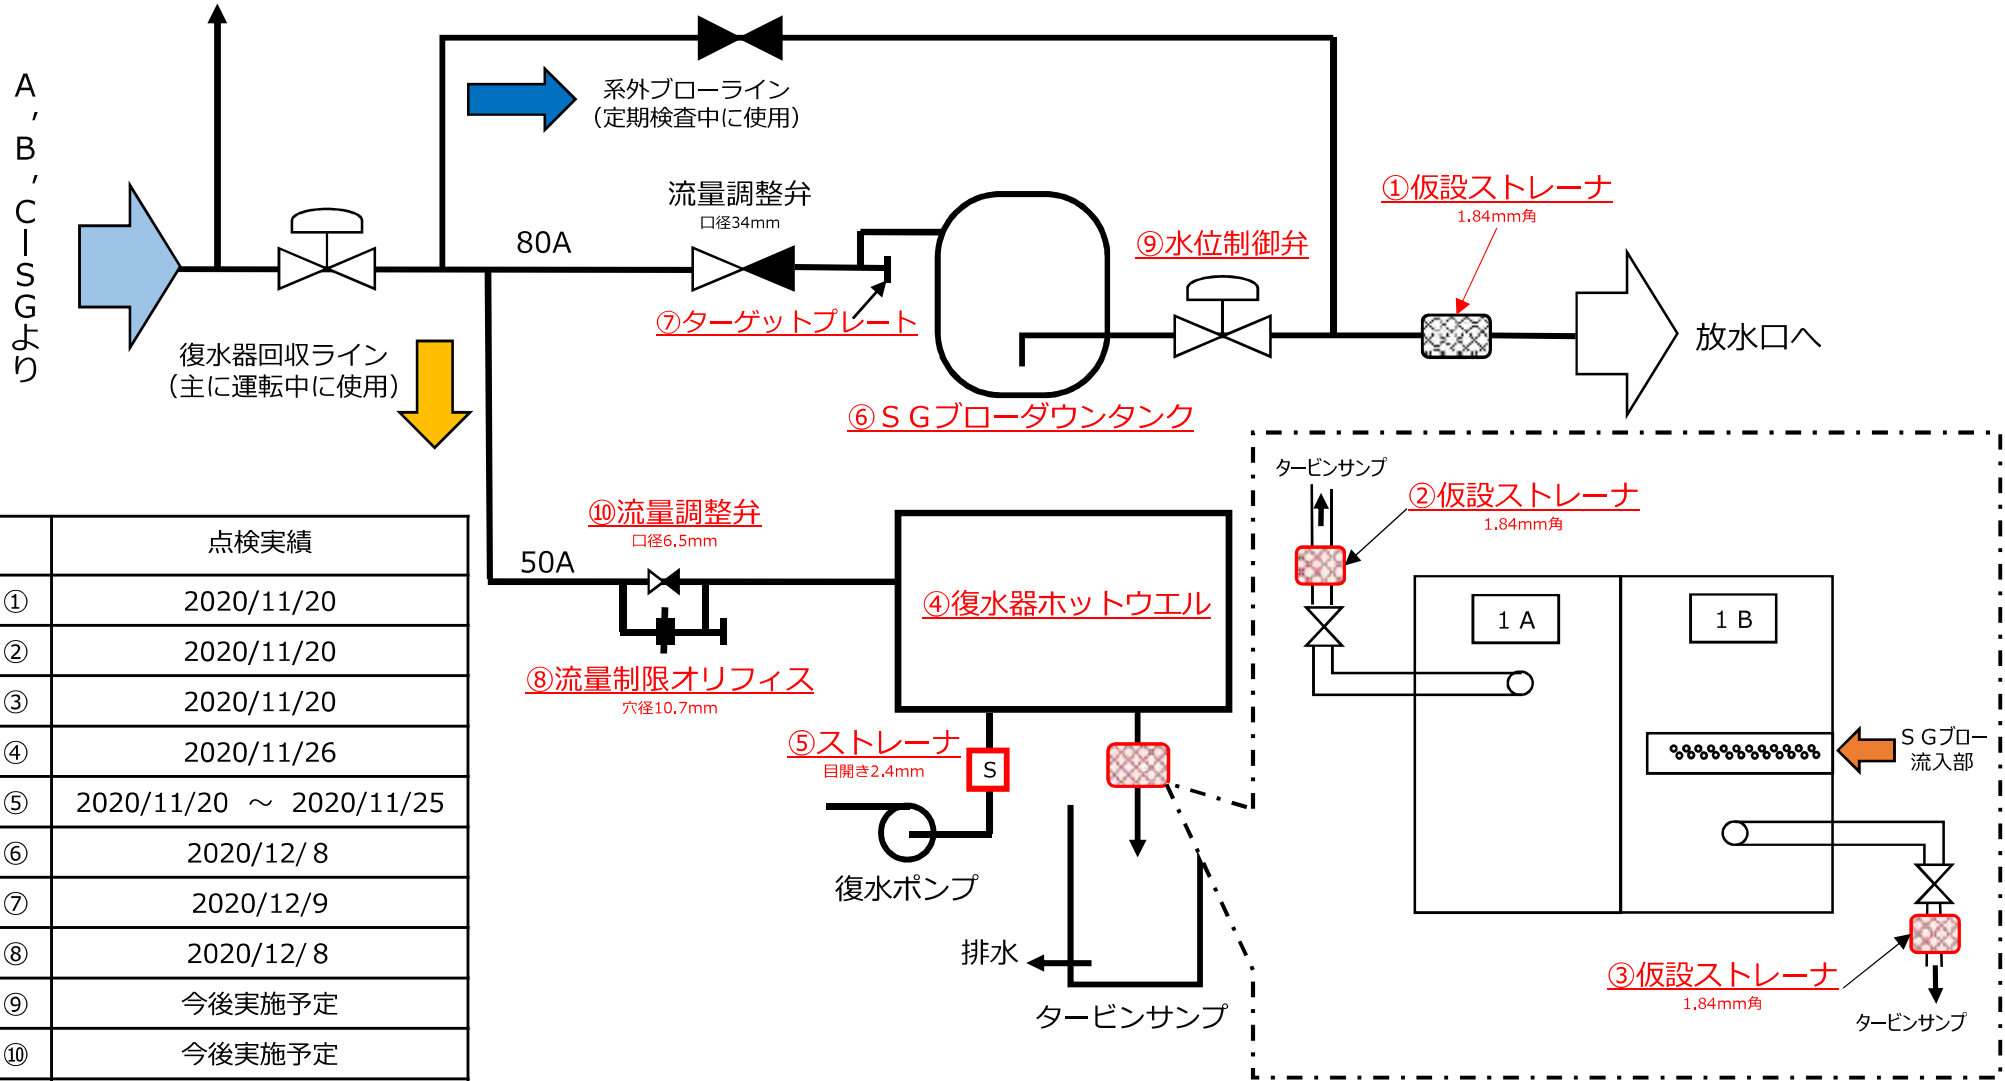 A,B,CーSGより
系外ブローライン
（定期検査中に使用）
流量調整弁
口径34mm
80A
⑦ターゲットプレート
⑨水位制御弁
①仮設ストレーナ
1.84mm角
放水口へ
復水器回収ライン
（主に運転中に使用）
⑥ＳＧブローダウンタンク
⑩流量調整弁
口径6.5mm
50A
⑧流量制限オリフィス
穴径10.7mm
④復水器ホットウエル
⑤ストレーナ
目開き2.4mm
S
復水ポンプ
排水
タービンサンプ
タービンサンプ
②仮設ストレーナ
1.84mm角
１Ａ
１Ｂ
ＳＧブロー
流入部
③仮設ストレーナ
1.84mm角
タービンサンプ
点検実績
① 2020/11/20
② 2020/11/20
③ 2020/11/20
④ 2020/11/26
⑤ 2020/11/20 ～ 2020/11/25
⑥ 2020/12/ 8
⑦ 2020/12/9
⑧ 2020/12/ 8
⑨ 今後実施予定
⑩ 今後実施予定